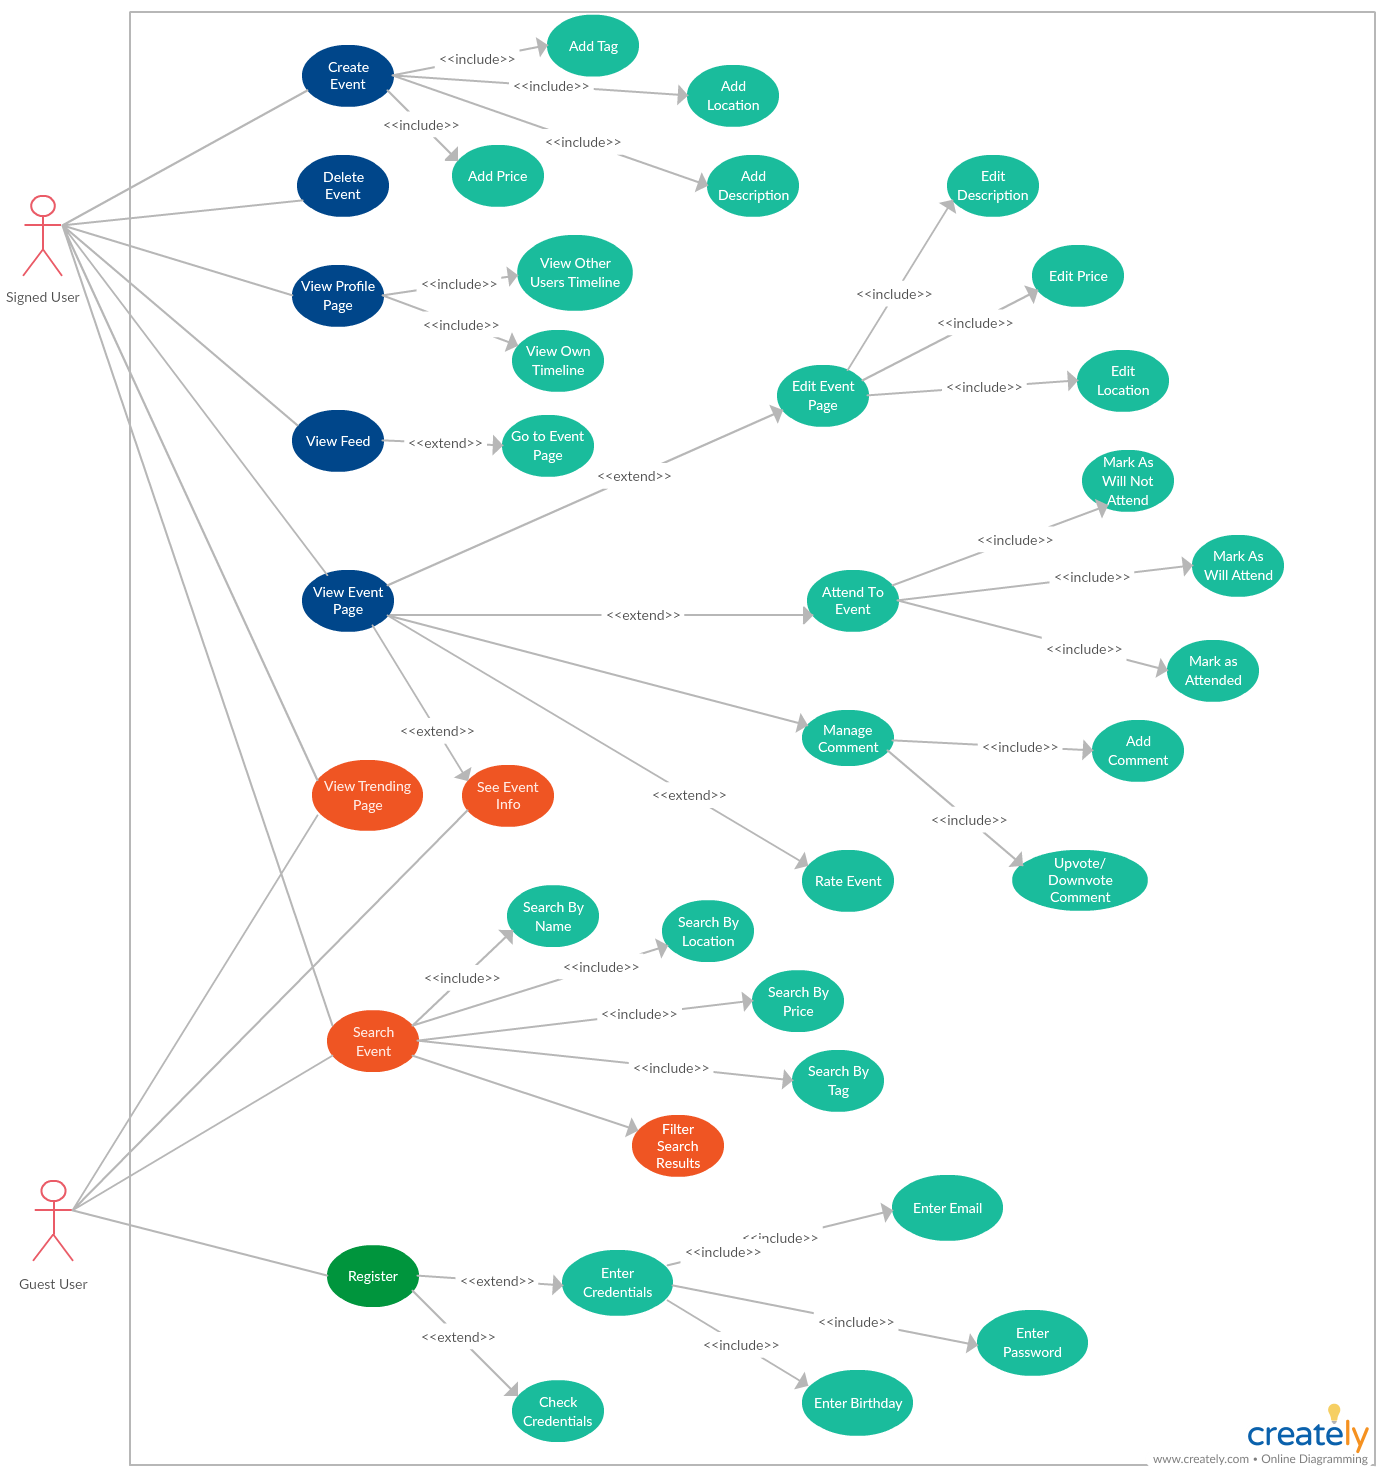 Create
Event
<<include>>
Add Tag
<<include>>
Add
Location
<<include>>
Add Price
<<include>>
Add
Description
Delete
Event
Signed User
View Profile
Page
<<include>>
View Other
Users Timeline
<<include>>
View Own
Timeline
View Feed
<<extend>>
Go to Event
Page
Edit Event
Page
<<include>>
Edit
Description
<<include>>
Edit Price
<<include>>
Edit
Location
<<extend>>
View Event
Page
<<extend>>
Attend To
Event
<<include>>
Mark As
Will Not
Attend
<<include>>
Mark As
Will Attend
<<include>>
Mark as
Attended
Manage
Comment
<<include>>
Add
Comment
<<include>>
Upvote/
Downvote
Comment
<<extend>>
Rate Event
<<extend>>
See Event
Info
View Trending
Page
Search
Event
<<include>>
Search By
Name
<<include>>
Search By
Location
<<include>>
Search By
Price
<<include>>
Search By
Tag
Filter
Search
Results
Guest User
Register
<<extend>>
Enter
Credentials
<<include>>
<<include>>
Enter Email
<<include>>
Enter
Password
<<include>>
Enter Birthday
<<extend>>
Check
Credentials
creately
www.creately.com • Online Diagramming